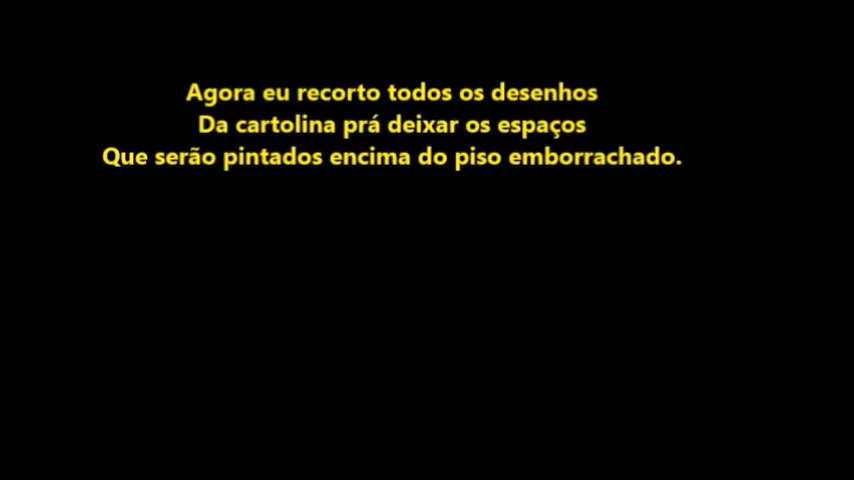 Agora eu recorto todos os desenhos
Da cartolina prá deixar os espaços
Que serão pintados encima do piso emborrachado.